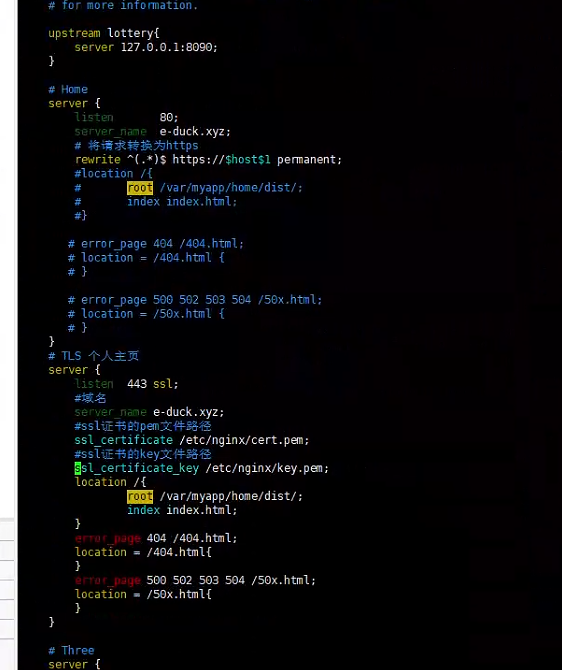 # for more information.
upstream lottery{
server 127.0.0.1:8090;
}
# Home
server {
listen 80;
server_name e-duck.xyz;
# 将请求转换为https
rewrite ^(.*)$ https://$host$1 permanent;
#location /{
# root /var/myapp/home/dist/;
# index index.html;
#}
# error_page 404 /404.html;
# location = /404.html {
# }
# error_page 500 502 503 504 /50x.html;
# location = /50x.html {
# }
}
# TLS 个人主页
server {
listen 443 ssl;
#域名
server_name e-duck.xyz;
#ssl证书的pem文件路径
ssl_certificate /etc/nginx/cert.pem;
#ssl证书的key文件路径
ssl_certificate_key /etc/nginx/key.pem;
location /{
root /var/myapp/home/dist/;
index index.html;
}
error_page 404 /404.html;
location = /404.html{
}
error_page 500 502 503 504 /50x.html;
location = /50x.html{
}
}
# Three
server {